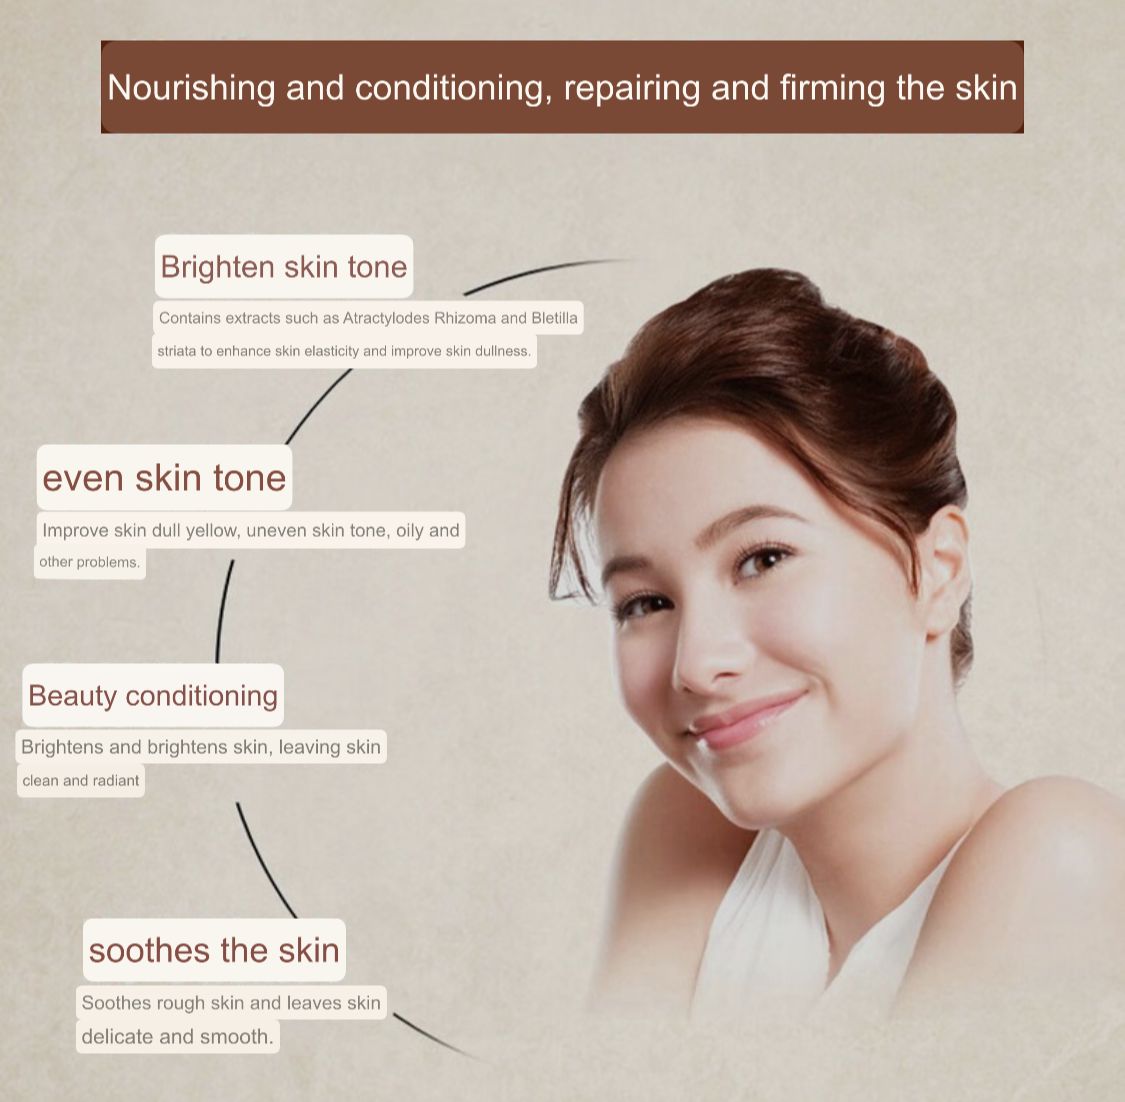 Nourishing and conditioning, repairing and firming the skin
Brighten skin tone
Contains extracts such as Atractylodes Rhizoma and Bletilla
striata to enhance skin elasticity and improve skin dullness.
even skin tone
Improve skin dull yellow, uneven skin tone, oily and
other problems.
Beauty conditioning
Brightens and brightens skin, leaving skin
clean and radiant
soothes the skin
Soothes rough skin and leaves skin
delicate and smooth.